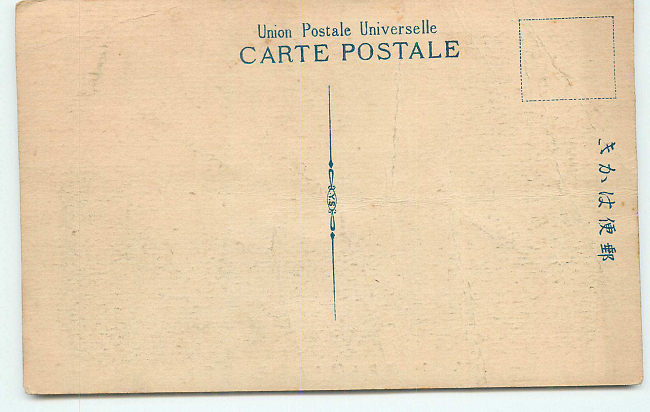 Union Postale Universelle
CARTE POSTALE
きかは便郵